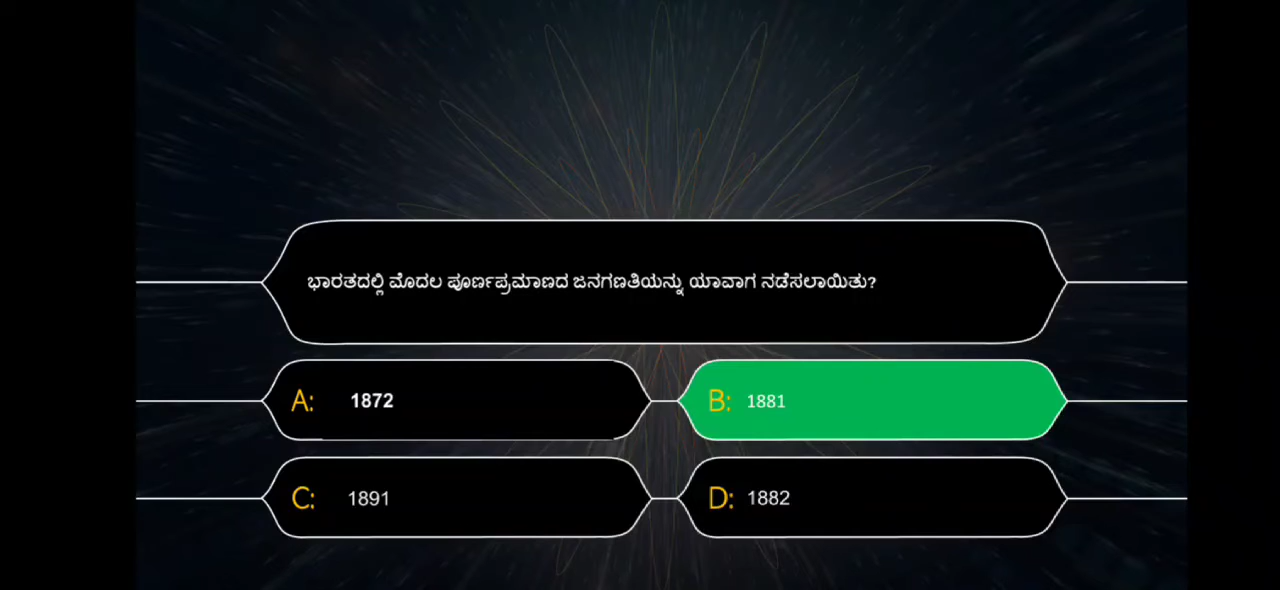 ಭಾರತದಲ್ಲಿ ಮೊದಲ ಪೂರ್ಣಪ್ರಮಾಣದ ಜನಗಣತಿಯನ್ನು ಯಾವಾಗ ನಡೆಸಲಾಯಿತು?
A: 1872
B: 1881
C: 1891
D: 1882